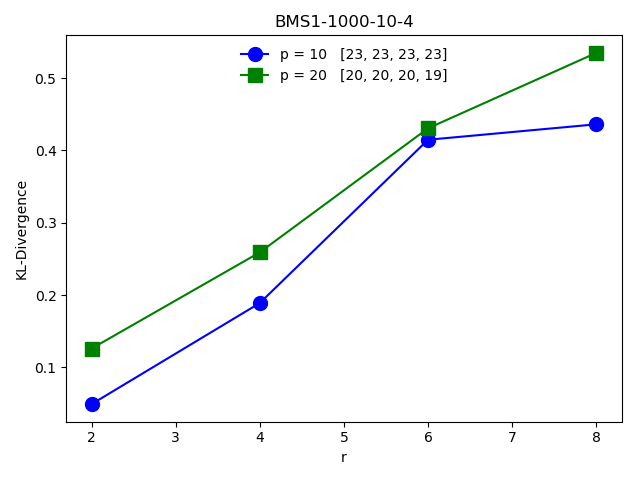 BMS1-1000-10-4
p = 10   [23, 23, 23, 23]
p = 20   [20, 20, 20, 19]
KL-Divergence
0.5
0.4
0.3
0.2
0.1
2 3 4 5 6 7 8
r